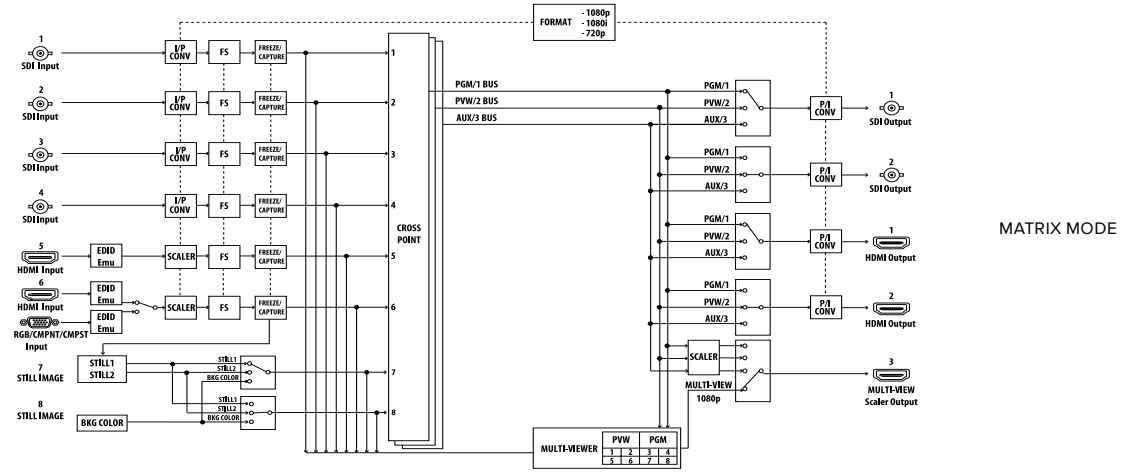 FORMAT
- 1080p
- 1080i
- 720p
1
SDI Input
I/P CONV
FS
FREEZE/ CAPTURE
1
2
SDI Input
I/P CONV
FS
FREEZE/ CAPTURE
2
3
SDI Input
I/P CONV
FS
FREEZE/ CAPTURE
3
4
SDI Input
I/P CONV
FS
FREEZE/ CAPTURE
4
5
HDMI Input
EDID Emu
SCALER
FS
FREEZE/ CAPTURE
5
6
HDMI Input
EDID Emu
EDID Emu
RGB/CMPNT/CMPST
Input
SCALER
FS
FREEZE/ CAPTURE
6
7
STILL IMAGE
STILL1
STILL2
STILL1
STILL2
BKG COLOR
7
8
STILL IMAGE
BKG COLOR
STILL1
STILL2
BKG COLOR
8
CROSS
POINT
PGM/1 BUS
PVW/2 BUS
AUX/3 BUS
PGM/1
PVW/2
AUX/3
P/I CONV
1
SDI Output
PGM/1
PVW/2
AUX/3
P/I CONV
2
SDI Output
PGM/1
PVW/2
AUX/3
P/I CONV
1
HDMI Output
PGM/1
PVW/2
AUX/3
P/I CONV
2
HDMI Output
SCALER
MULTI-VIEW
1080p
3
MULTI-VIEW
Scaler Output
MULTI-VIEWER
PVW PGM
1 2 3 4
5 6 7 8
MATRIX MODE